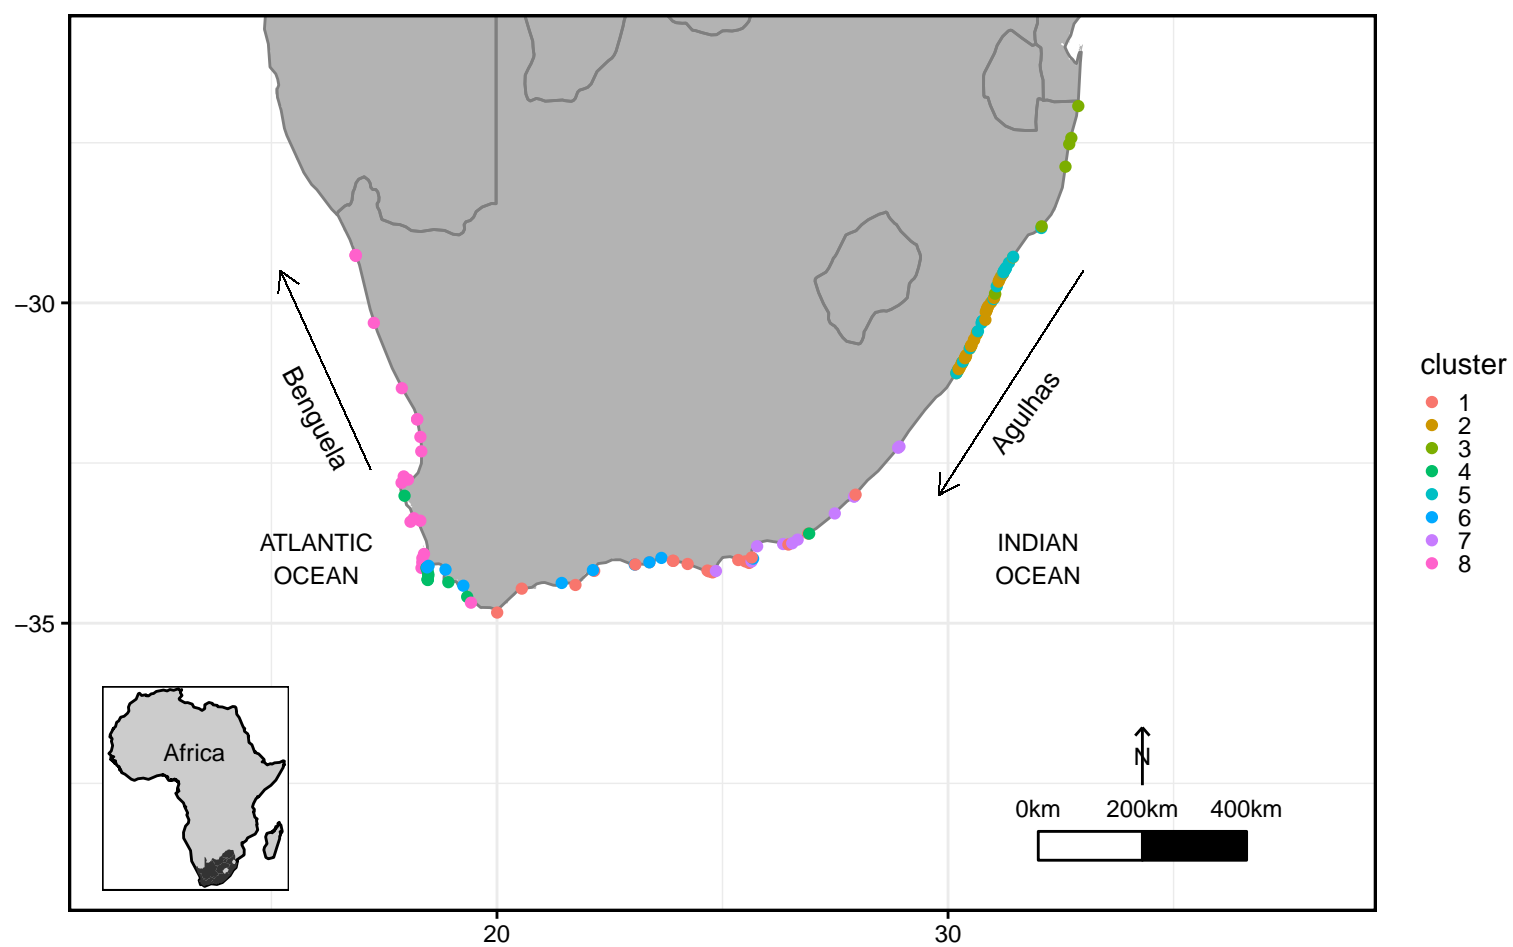 −30
−35
20
30
Benguela
Agulhas
ATLANTIC
OCEAN
INDIAN
OCEAN
Africa
N
0km 200km 400km
cluster
1
2
3
4
5
6
7
8